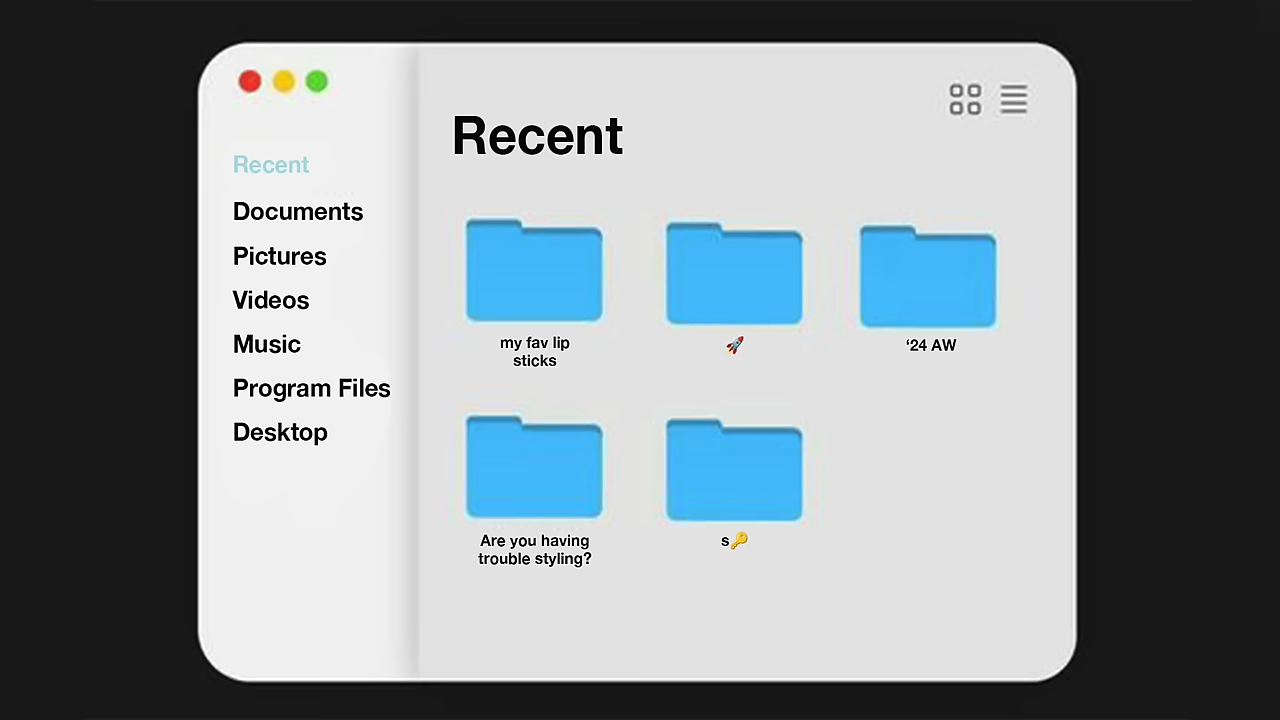 Recent
Documents
Pictures
Videos
Music
Program Files
Desktop
Recent
my fav lip
sticks
🚀
‘24 AW
Are you having
trouble styling?
s🔑